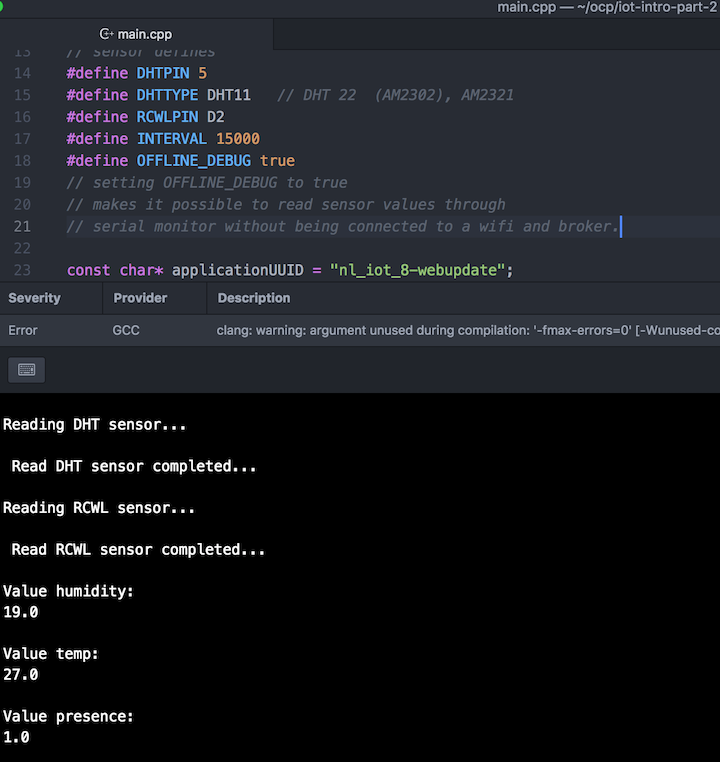 main.cpp — ~/ocp/iot-intro-part-2
main.cpp
13 // sensor defines
14 #define DHTPIN 5
15 #define DHTTYPE DHT11   // DHT 22  (AM2302), AM2321
16 #define RCWLPIN D2
17 #define INTERVAL 15000
18 #define OFFLINE_DEBUG true
19 // setting OFFLINE_DEBUG to true
20 // makes it possible to read sensor values through
21 // serial monitor without being connected to a wifi and broker.
22
23 const char* applicationUUID = "nl_iot_8-webupdate";
Severity Provider Description
Error GCC clang: warning: argument unused during compilation: '-fmax-errors=0' [-Wunused-co
Reading DHT sensor...
Read DHT sensor completed...
Reading RCWL sensor...
Read RCWL sensor completed...
Value humidity:
19.0
Value temp:
27.0
Value presence:
1.0